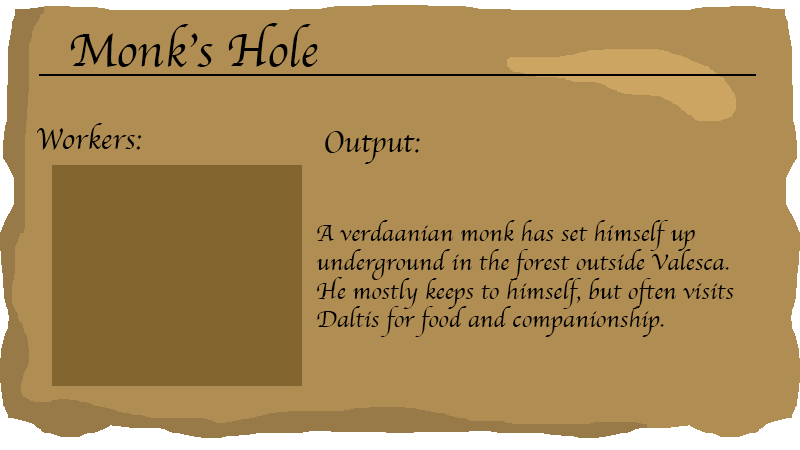 Monk's Hole
Workers:
Output:
A verdaanian monk has set himself up
underground in the forest outside Valesca.
He mostly keeps to himself, but often visits
Daltis for food and companionship.